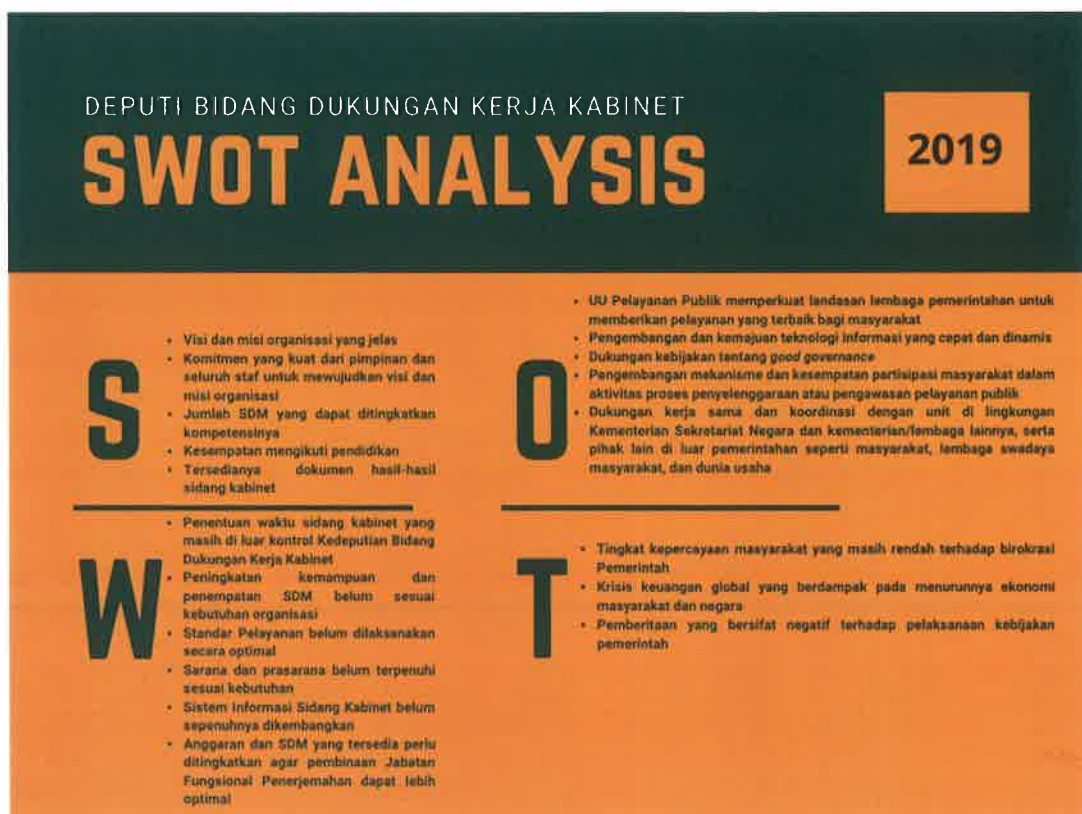 DEPUTI BIDANG DUKUNGAN KERJA KABINET
SWOT ANALYSIS
2019
S
• Visi dan misi organisasi yang jelas
• Komitmen yang kuat dari pimpinan dan
seluruh staf untuk mewujudkan visi dan
misi organisasi
• Jumlah SDM yang dapat ditingkatkan
kompetensinya
• Kesempatan mengikuti pendidikan
• Tersedianya dokumen hasil-hasil
sidang kabinet
W
• Penentuan waktu sidang kabinet yang
masih di luar kontrol Kedeputian Bidang
Dukungan Kerja Kabinet
• Peningkatan kemampuan dan
penempatan SDM belum sesuai
kebutuhan organisasi
• Standar Pelayanan belum dilaksanakan
secara optimal
• Sarana dan prasarana belum terpenuhi
sesuai kebutuhan
• Sistem Informasi Sidang Kabinet belum
sepenuhnya dikembangkan
• Anggaran dan SDM yang tersedia perlu
ditingkatkan agar pembinaan Jabatan
Fungsional Penerjemahan dapat lebih
optimal
O
• UU Pelayanan Publik memperkuat landasan lembaga pemerintahan untuk
memberikan pelayanan yang terbaik bagi masyarakat
• Pengembangan dan kemajuan teknologi informasi yang cepat dan dinamis
• Dukungan kebijakan tentang good governance
• Pengembangan mekanisme dan kesempatan partisipasi masyarakat dalam
aktivitas proses penyelenggaraan atau pengawasan pelayanan publik
• Dukungan kerja sama dan koordinasi dengan unit di lingkungan
Kementerian Sekretariat Negara dan kementerian/lembaga lainnya, serta
pihak lain di luar pemerintahan seperti masyarakat, lembaga swadaya
masyarakat, dan dunia usaha
T
• Tingkat kepercayaan masyarakat yang masih rendah terhadap birokrasi
Pemerintah
• Krisis keuangan global yang berdampak pada menurunnya ekonomi
masyarakat dan negara
• Pemberitaan yang bersifat negatif terhadap pelaksanaan kebijakan
pemerintah